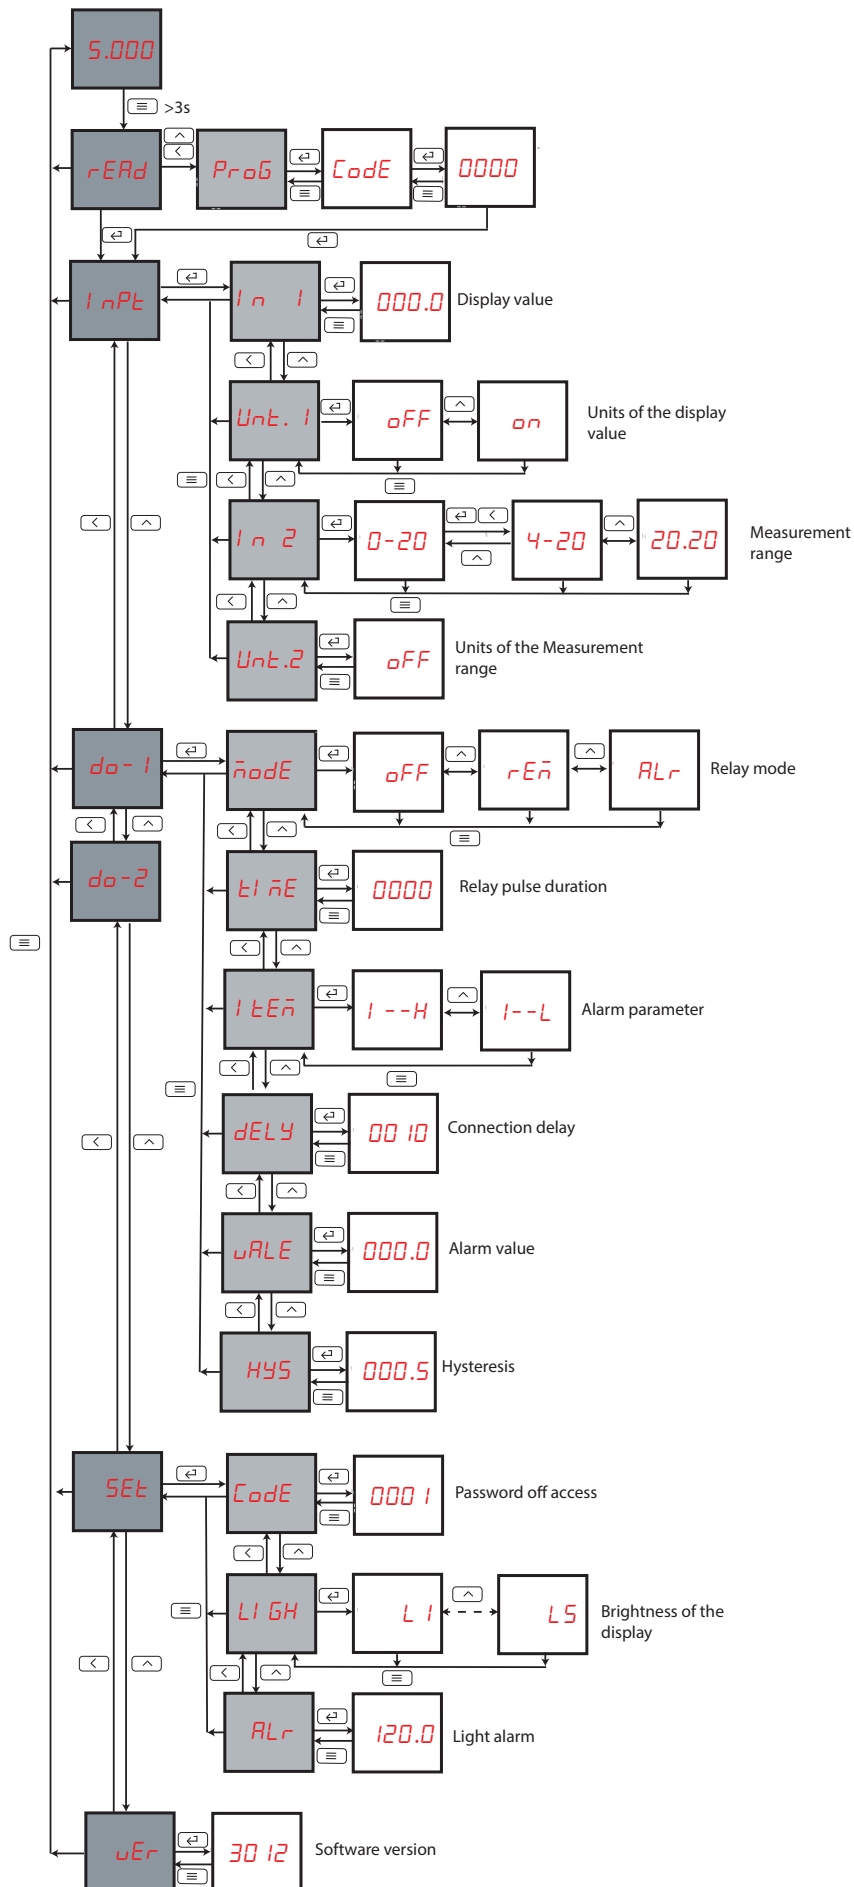 5.000
>3s
rEAd
ProG
CodE
0000
InPt
In 1
000.0
Display value
Unt. 1
oFF
on
Units of the display
value
In 2
0-20
4-20
20.20
Measurement
range
Unt.2
oFF
Units of the Measurement
range
do-1
modE
oFF
rEm
ALr
Relay mode
do-2
tImE
0000
Relay pulse duration
ItEm
1--H
1--L
Alarm parameter
dELY
0010
Connection delay
vALE
000.0
Alarm value
HYS
000.5
Hysteresis
SEt
CodE
0001
Password off access
LIGH
L1
L5
Brightness of the
display
ALr
120.0
Light alarm
vEr
3012
Software version